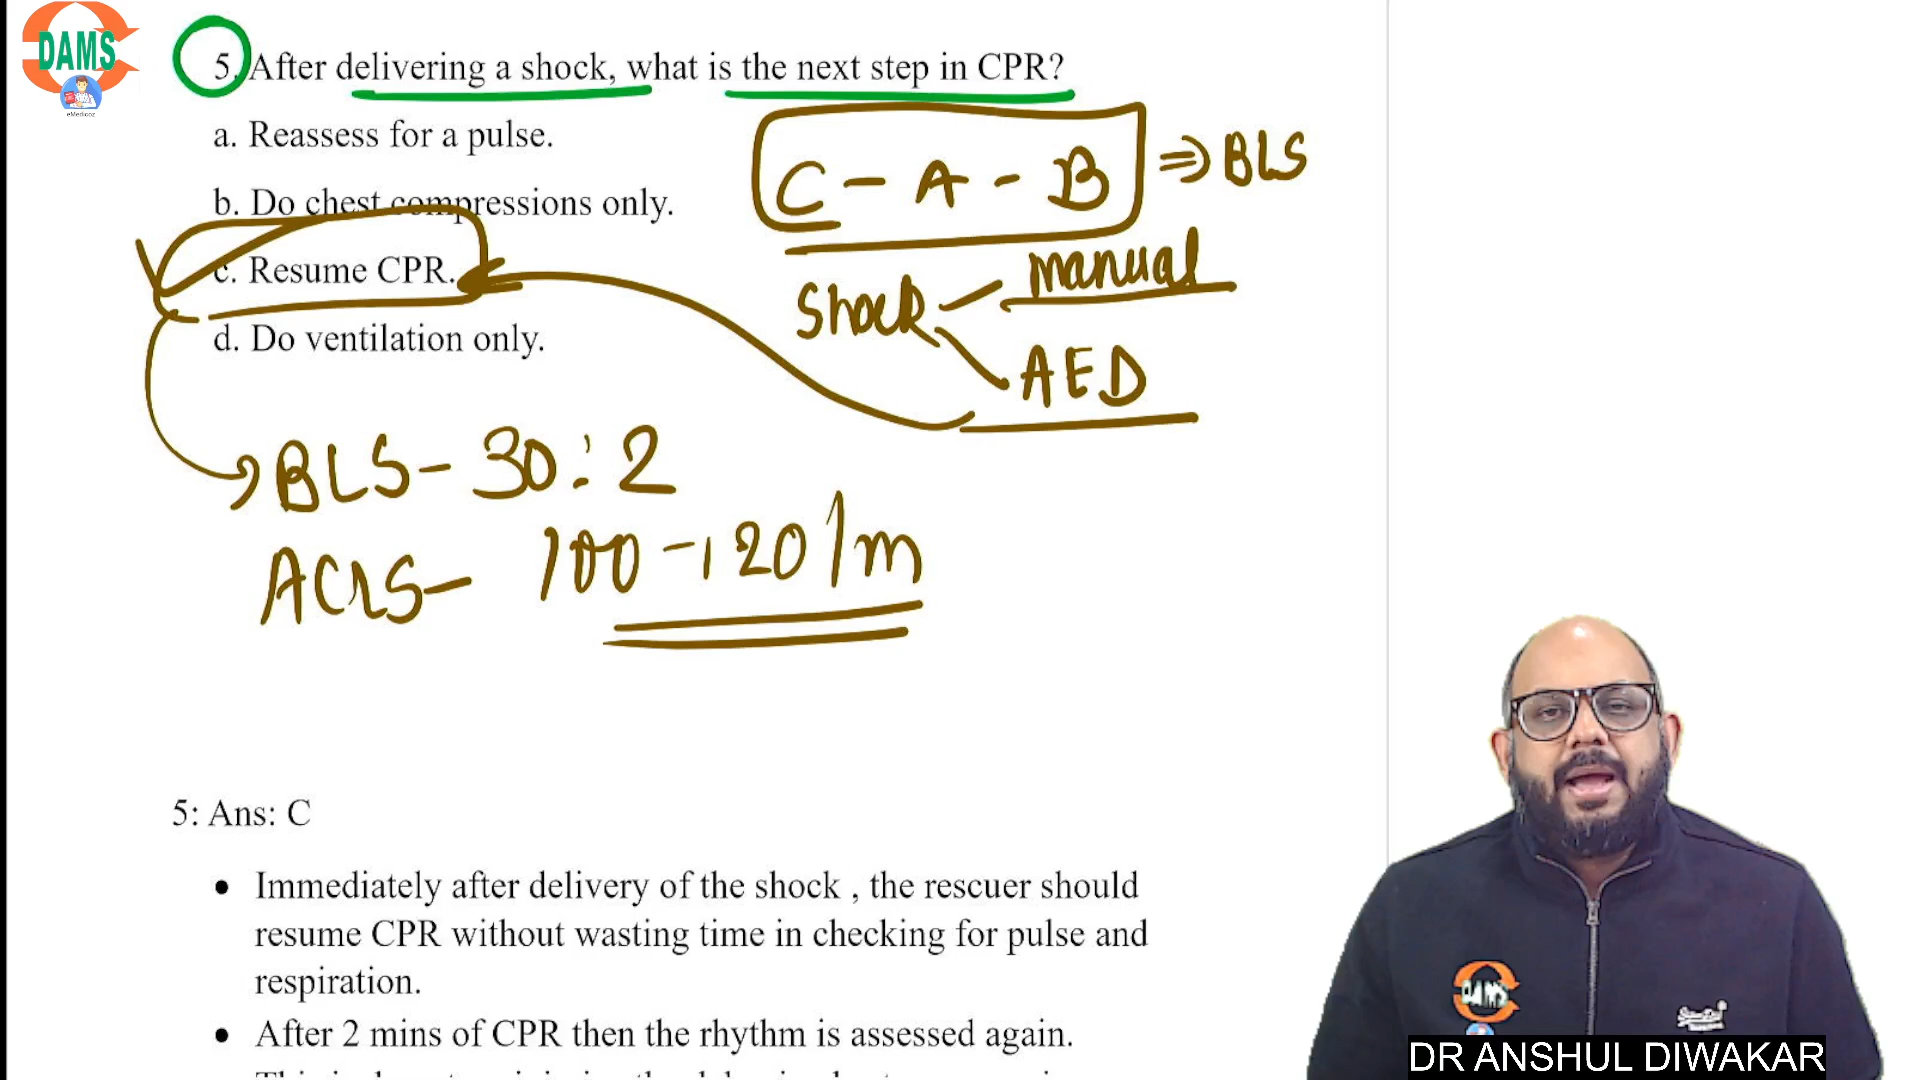 DAMS
eMedicoz
5. After delivering a shock, what is the next step in CPR?
a. Reassess for a pulse.
b. Do chest compressions only.
c. Resume CPR.
d. Do ventilation only.
C - A - B ⇒ BLS
Shock
manual
AED
BLS - 30:2
ACLS - 100-120/m
5: Ans: C
• Immediately after delivery of the shock , the rescuer should
resume CPR without wasting time in checking for pulse and
respiration.
• After 2 mins of CPR then the rhythm is assessed again.
DAMS
DR ANSHUL DIWAKAR